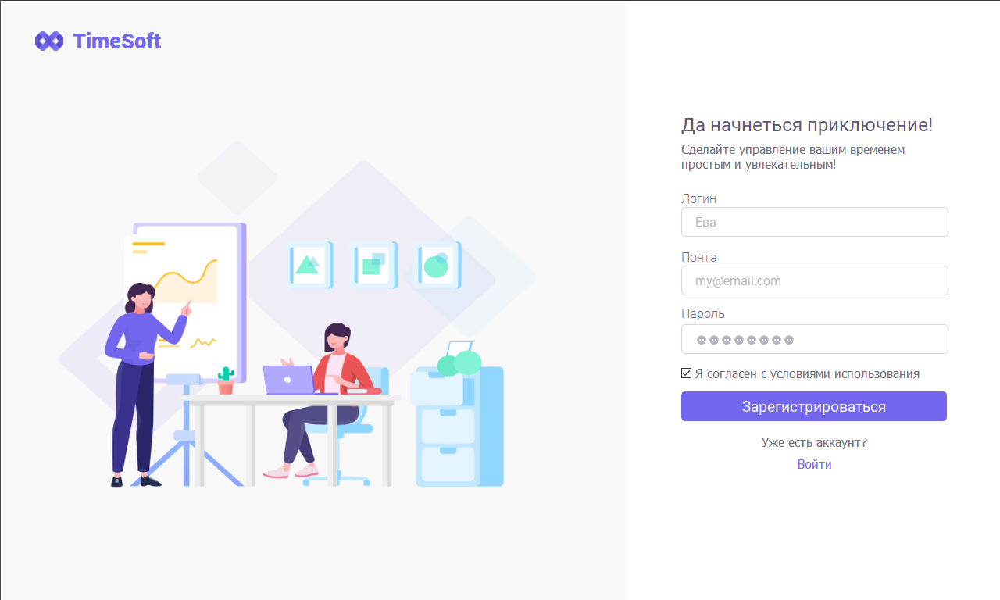 TimeSoft
Да начнеться приключение!
Сделайте управление вашим временем
простым и увлекательным!
Логин
Ева
Почта
my@email.com
Пароль
Я согласен с условиями использования
Зарегистрироваться
Уже есть аккаунт?
Войти